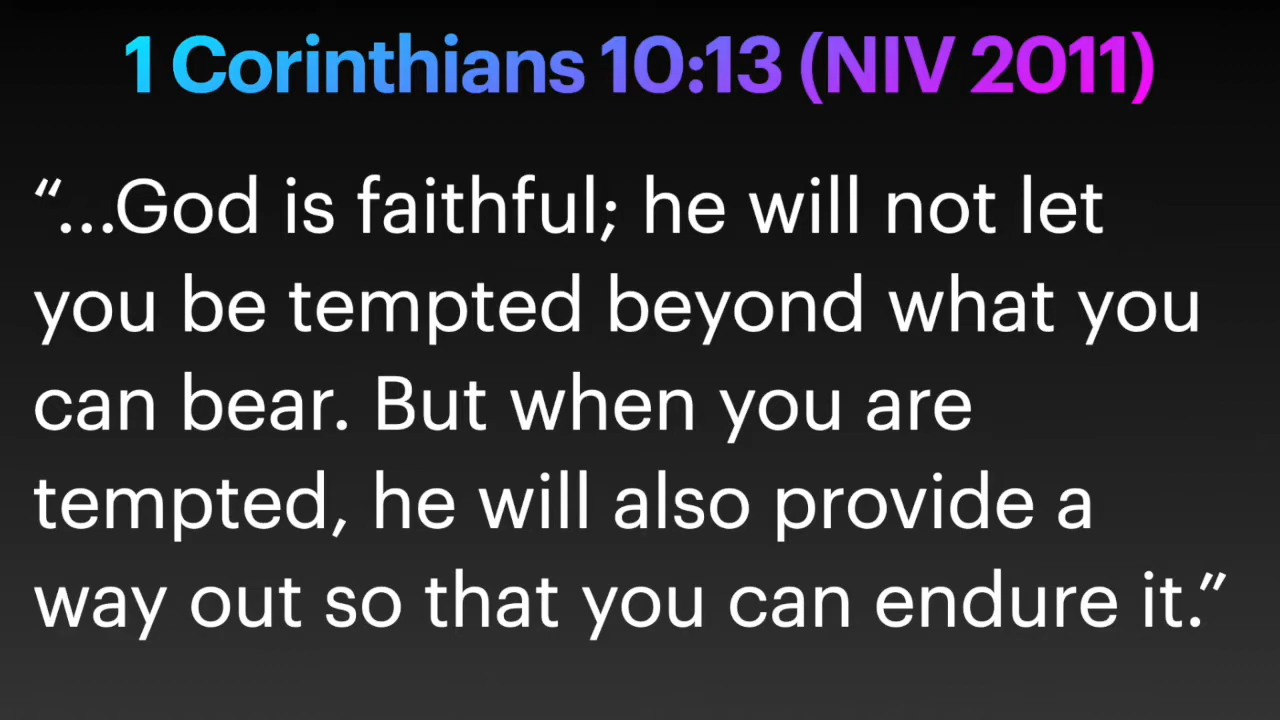 1 Corinthians 10:13 (NIV 2011)
“...God is faithful; he will not let
you be tempted beyond what you
can bear. But when you are
tempted, he will also provide a
way out so that you can endure it.”